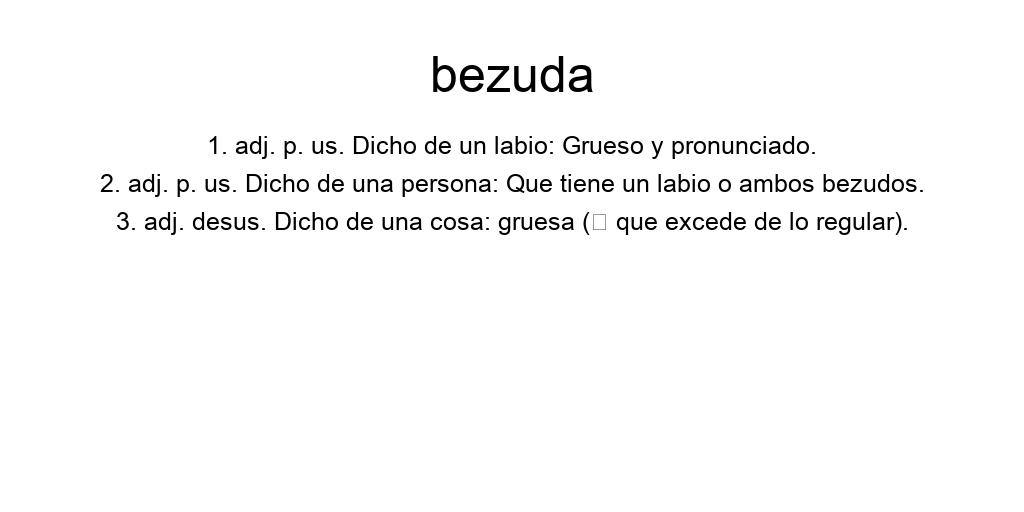 bezuda
1. adj. p. us. Dicho de un labio: Grueso y pronunciado.
2. adj. p. us. Dicho de una persona: Que tiene un labio o ambos bezudos.
3. adj. desus. Dicho de una cosa: gruesa (□ que excede de lo regular).